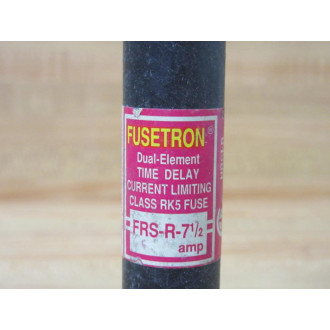 FUSETRON®
Dual-Element
TIME DELAY
CURRENT LIMITING
CLASS RK5 FUSE
FRS-R-7½
amp